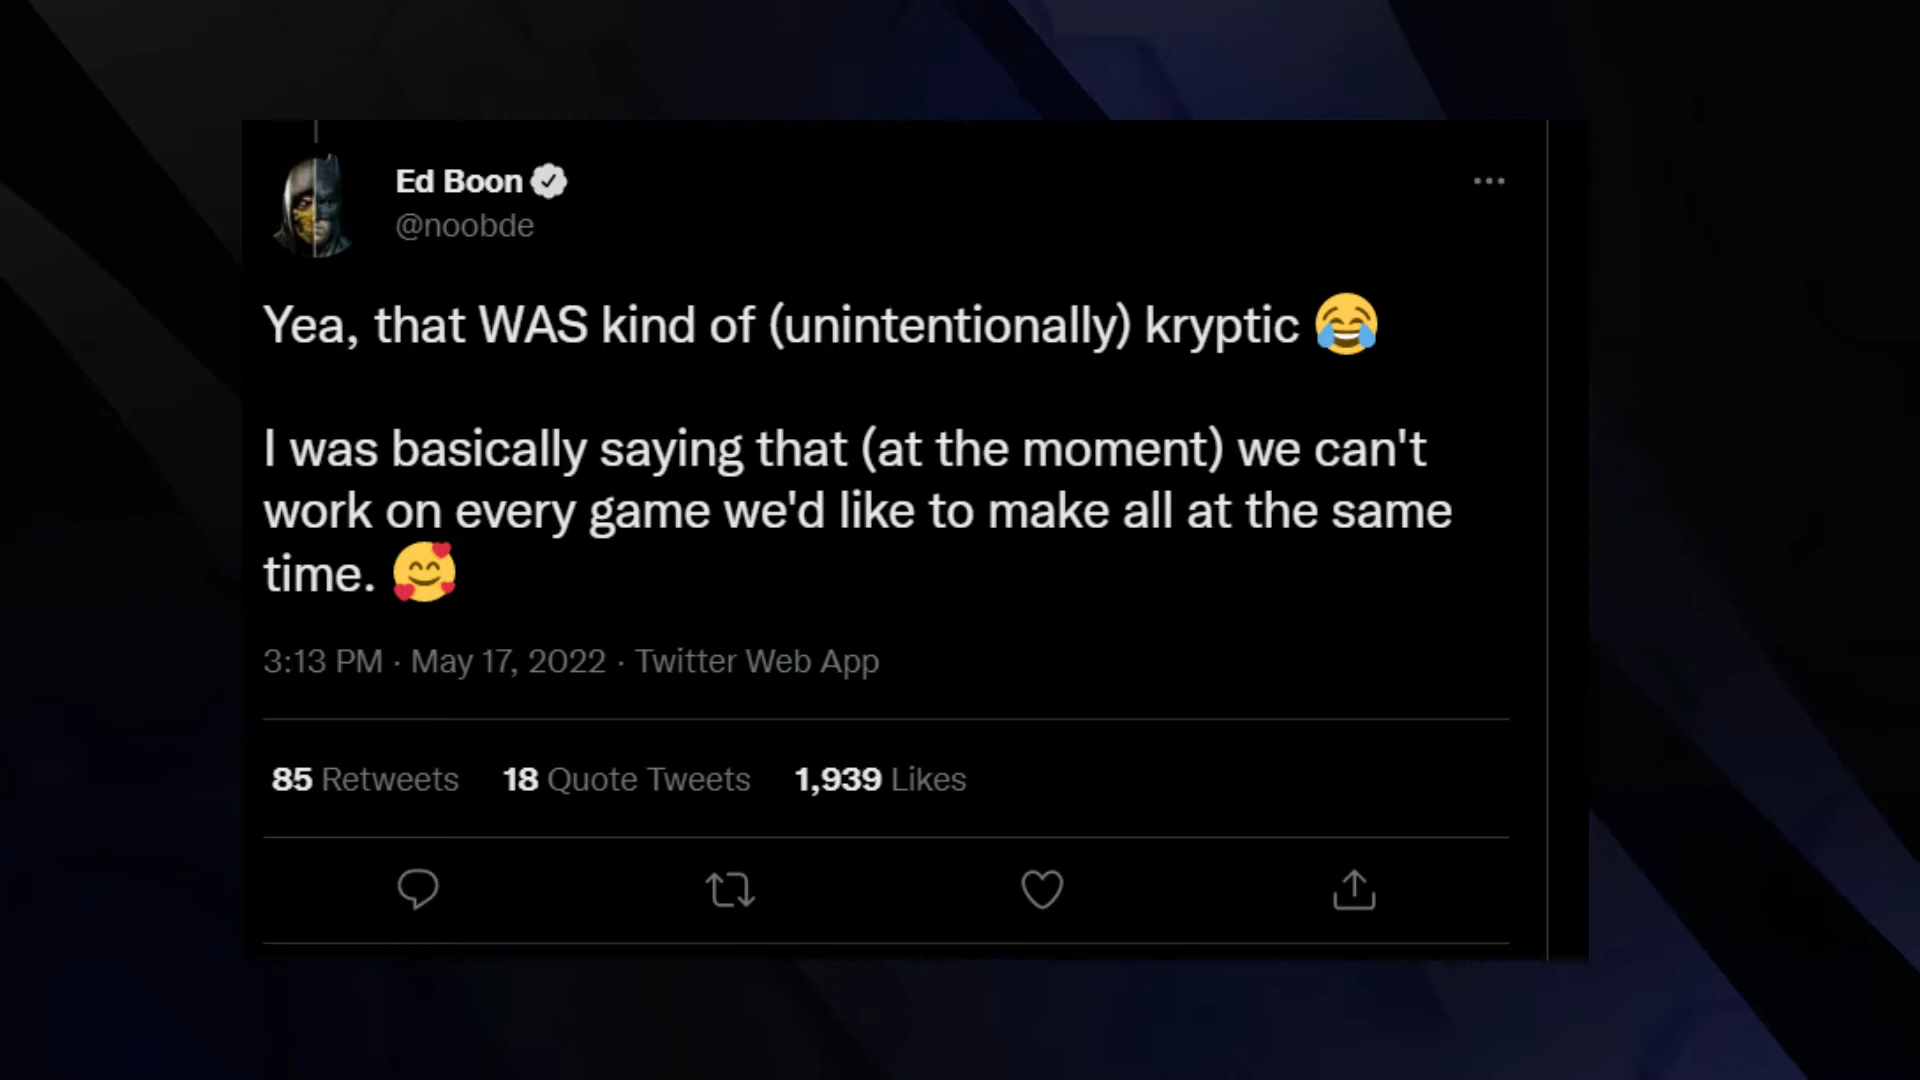 Ed Boon
@noobde
Yea, that WAS kind of (unintentionally) kryptic 😂
I was basically saying that (at the moment) we can't
work on every game we'd like to make all at the same
time. 🥰
3:13 PM · May 17, 2022 · Twitter Web App
85 Retweets 18 Quote Tweets 1,939 Likes